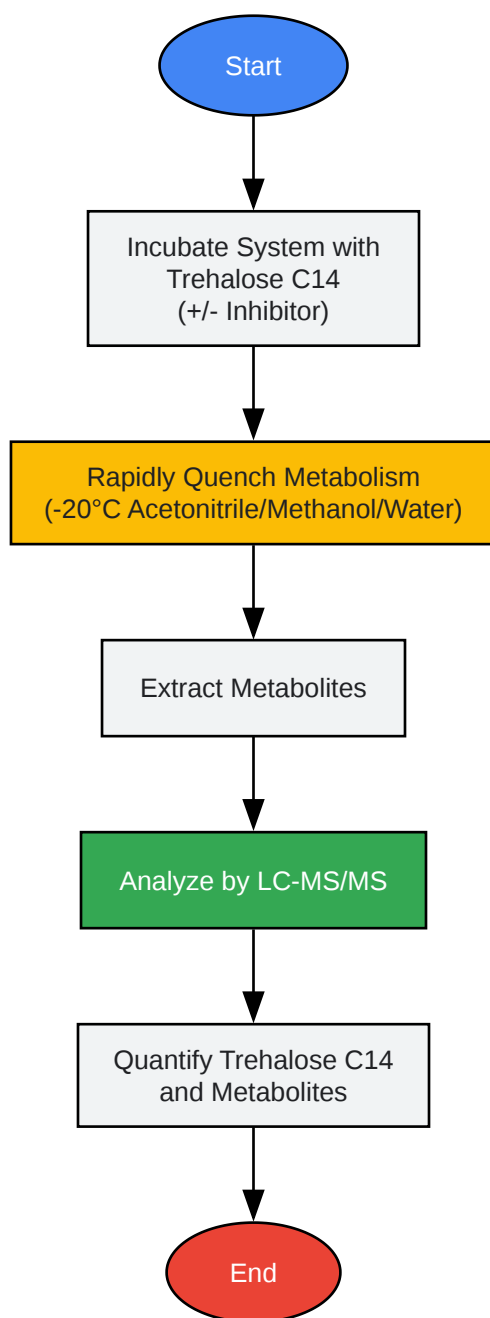 Start
Incubate System with
Trehalose C14
(+/- Inhibitor)
Rapidly Quench Metabolism
(-20°C Acetonitrile/Methanol/Water)
Extract Metabolites
Analyze by LC-MS/MS
Quantify Trehalose C14
and Metabolites
End